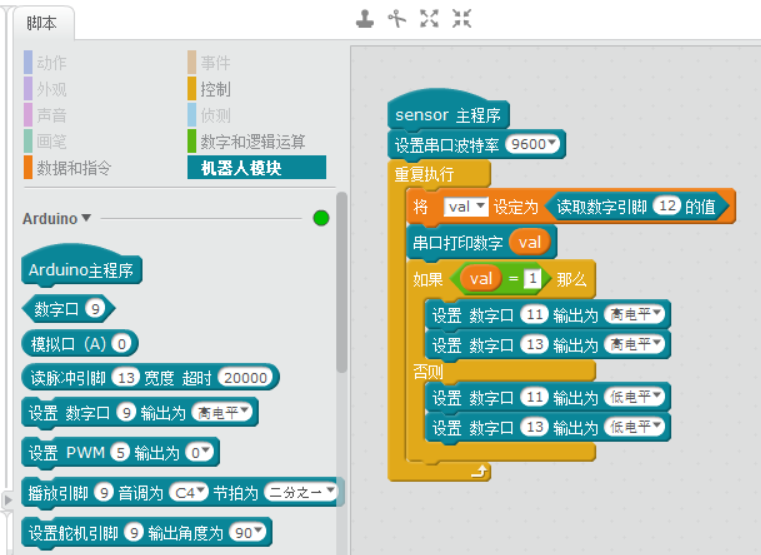 脚本
动作 事件
外观 控制
声音 侦测
画笔 数字和逻辑运算
数据和指令 机器人模块
Arduino
Arduino主程序
数字口 9
模拟口 (A) 0
读脉冲引脚 13 宽度 超时 20000
设置 数字口 9 输出为 高电平
设置 PWM 5 输出为 0
播放引脚 9 音调为 C4 节拍为 二分之一
设置舵机引脚 9 输出角度为 90
sensor 主程序
设置串口波特率 9600
重复执行
将 val 设定为 读取数字引脚 12 的值
串口打印数字 val
如果 val = 1 那么
设置 数字口 11 输出为 高电平
设置 数字口 13 输出为 高电平
否则
设置 数字口 11 输出为 低电平
设置 数字口 13 输出为 低电平